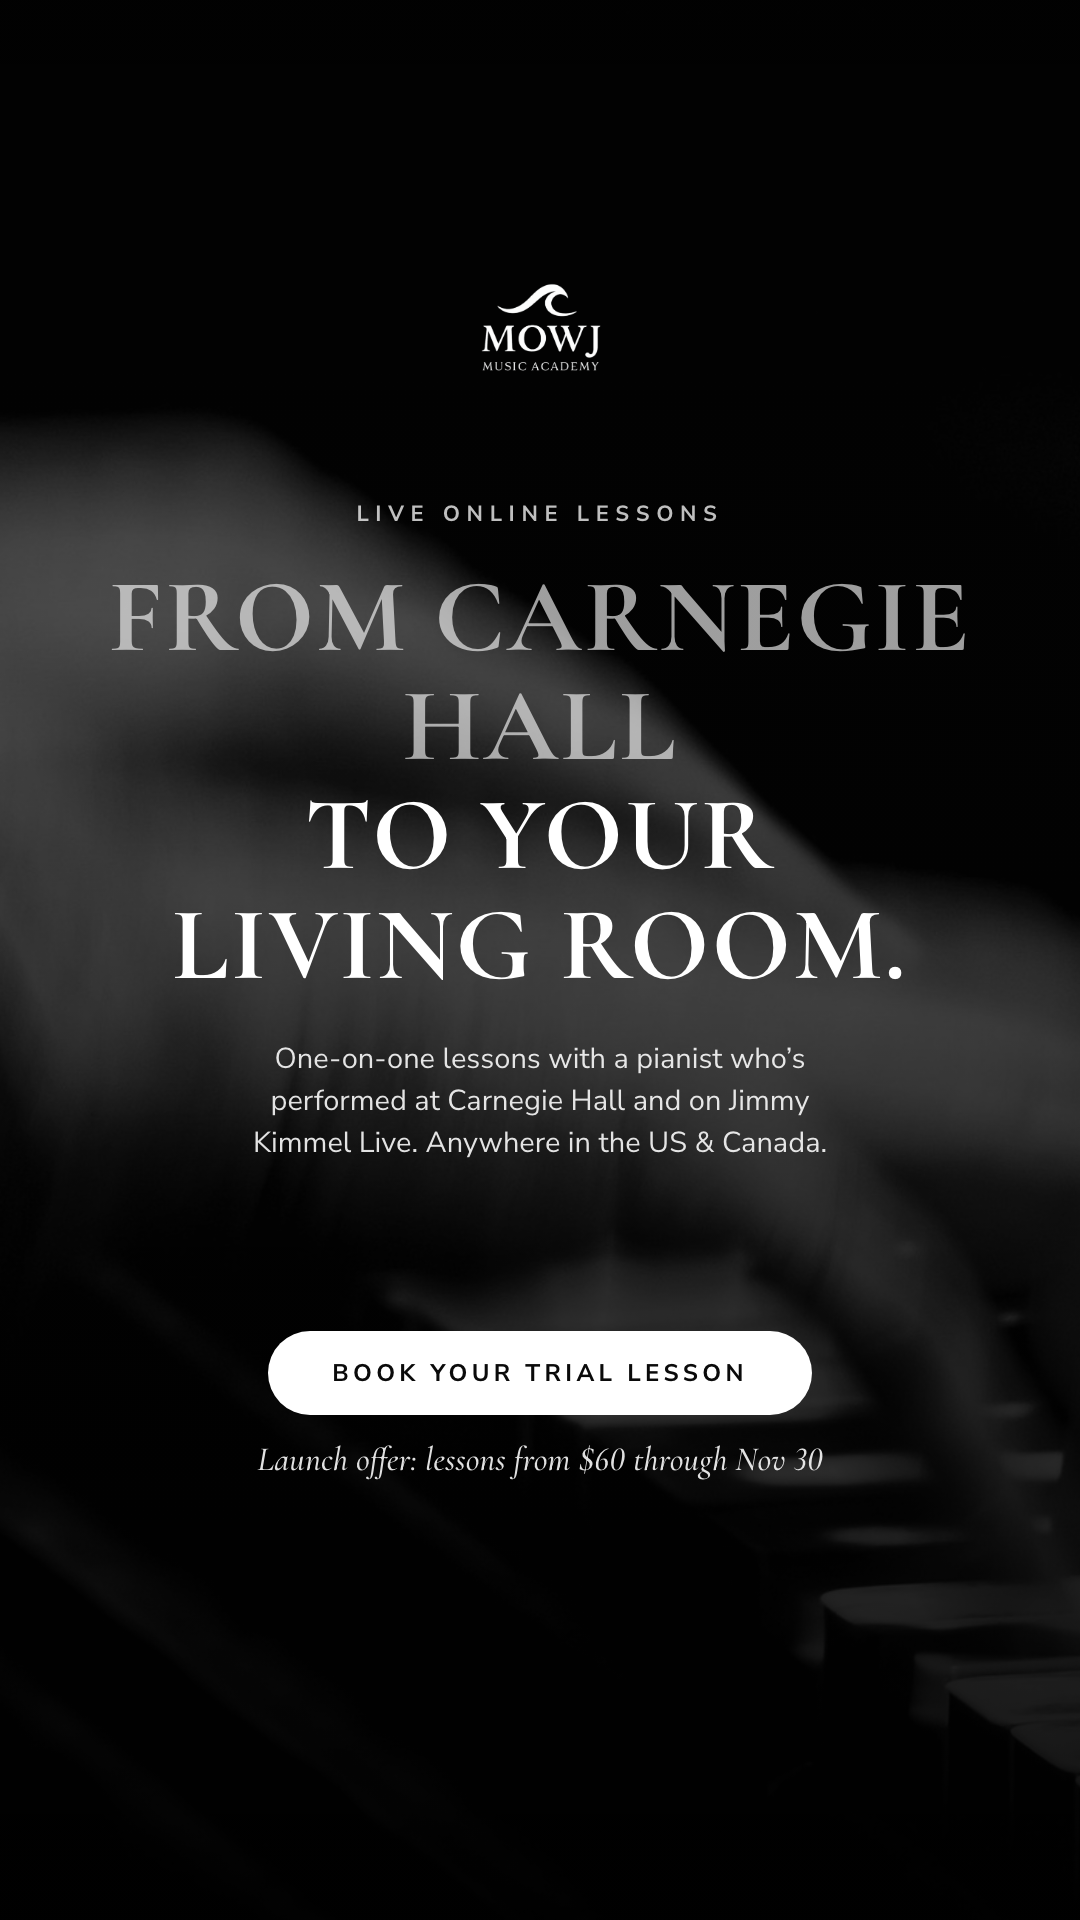 MOWJ
MUSIC ACADEMY
LIVE ONLINE LESSONS
FROM CARNEGIE
HALL
TO YOUR
LIVING ROOM.
One-on-one lessons with a pianist who’s
performed at Carnegie Hall and on Jimmy
Kimmel Live. Anywhere in the US & Canada.
BOOK YOUR TRIAL LESSON
Launch offer: lessons from $60 through Nov 30